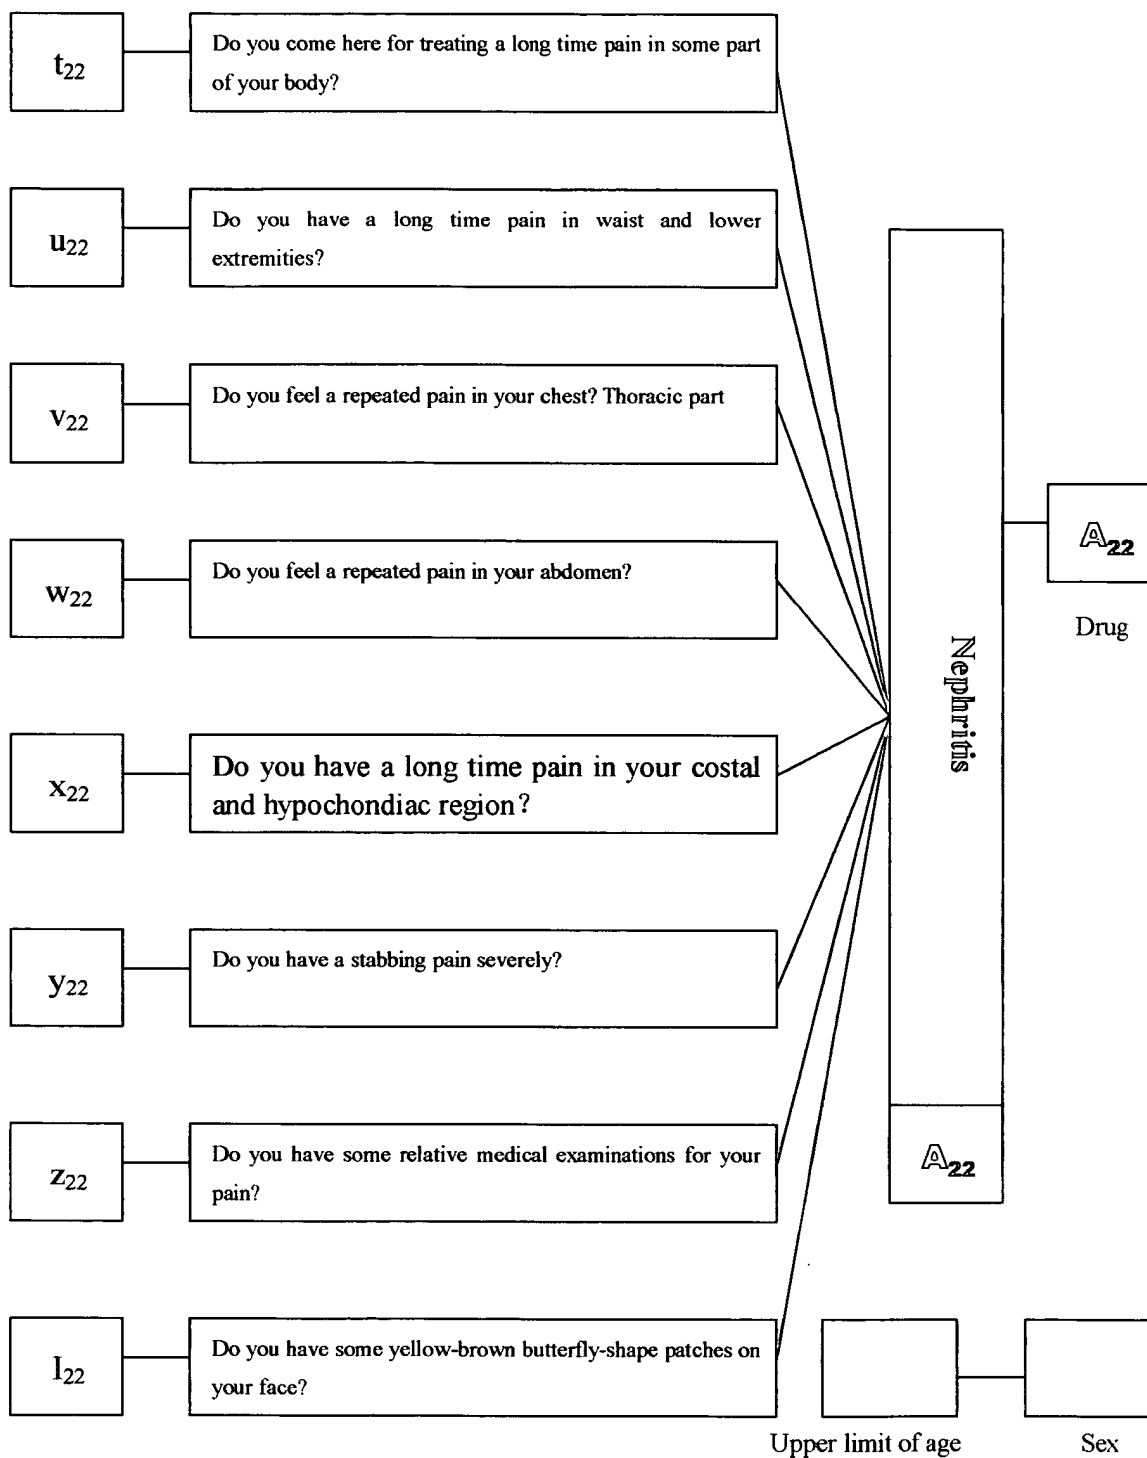 t22
Do you come here for treating a long time pain in some part
of your body?
u22
Do you have a long time pain in waist and lower
extremities?
v22
Do you feel a repeated pain in your chest? Thoracic part
w22
Do you feel a repeated pain in your abdomen?
x22
Do you have a long time pain in your costal
and hypochondiac region?
y22
Do you have a stabbing pain severely?
z22
Do you have some relative medical examinations for your
pain?
I22
Do you have some yellow-brown butterfly-shape patches on
your face?
Nephritis
A22
A22
Drug
Upper limit of age
Sex